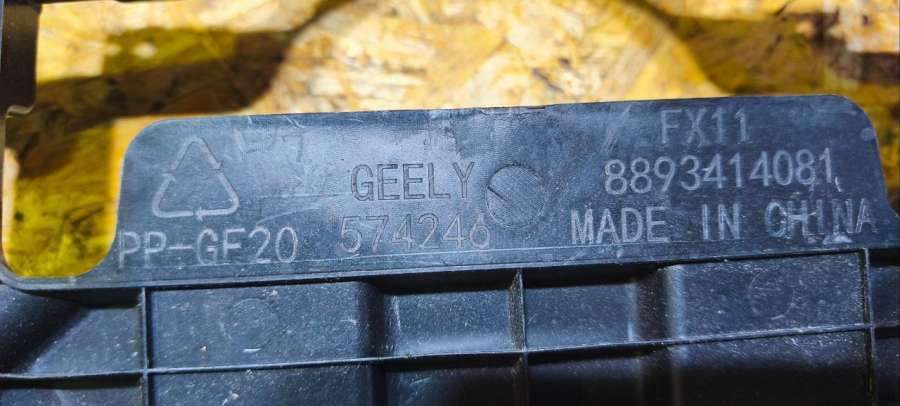 PP-GF20
GEELY
574246
FX11
8893414081
MADE IN CHINA